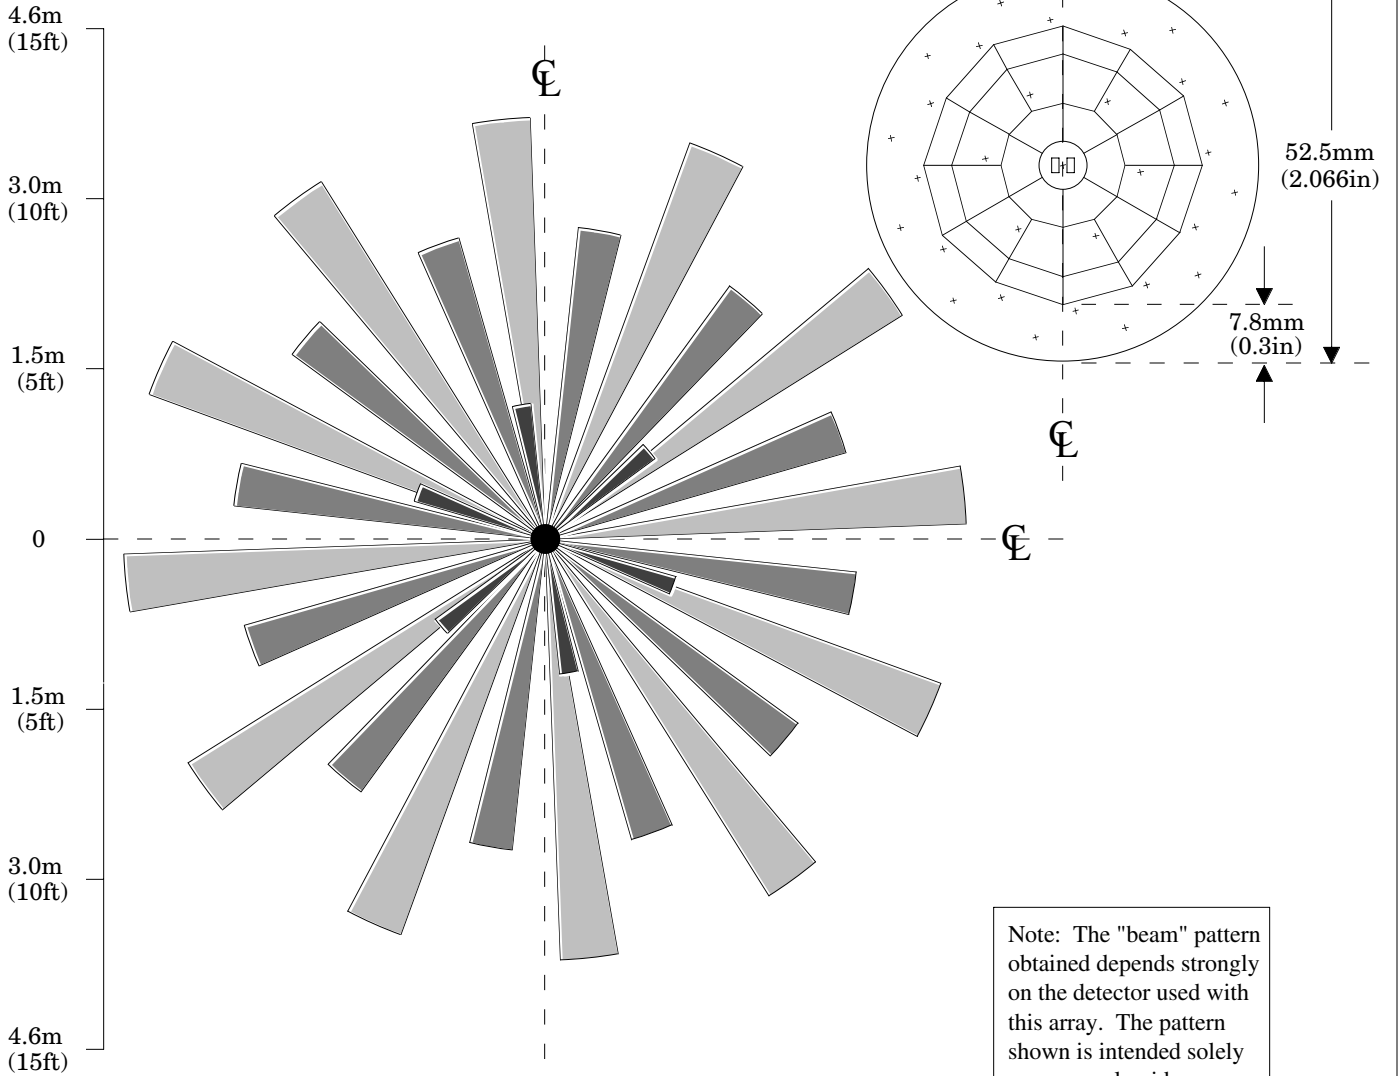 4.6m
(15ft)
3.0m
(10ft)
1.5m
(5ft)
0
1.5m
(5ft)
3.0m
(10ft)
4.6m
(15ft)
℄
℄
℄
52.5mm
(2.066in)
7.8mm
(0.3in)
Note: The "beam" pattern
obtained depends strongly
on the detector used with
this array. The pattern
shown is intended solely